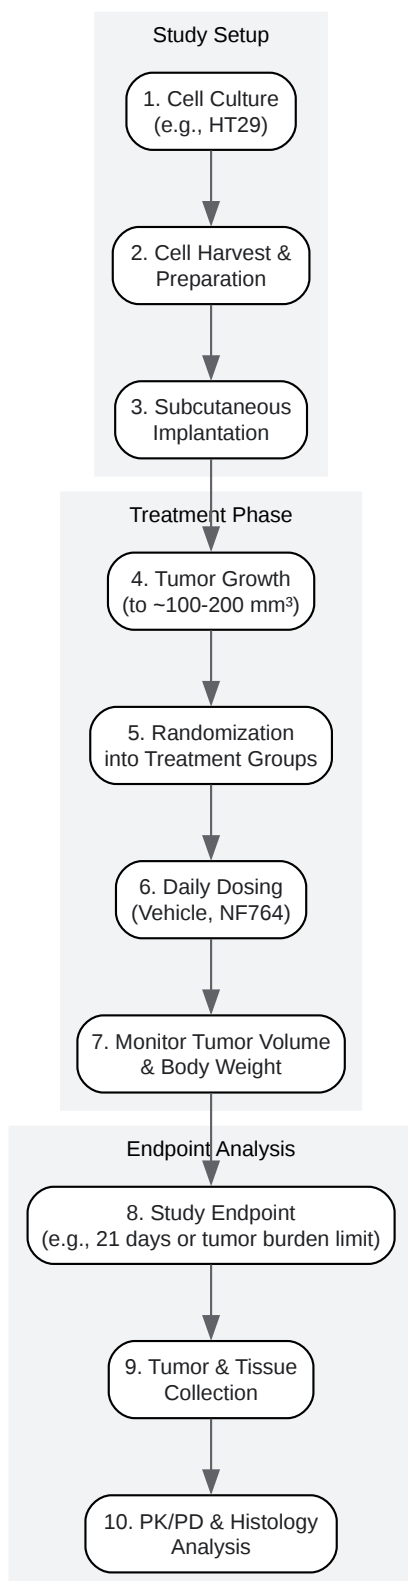 Study Setup
1. Cell Culture
(e.g., HT29)
2. Cell Harvest &
Preparation
3. Subcutaneous
Implantation
Treatment Phase
4. Tumor Growth
(to ~100-200 mm³)
5. Randomization
into Treatment Groups
6. Daily Dosing
(Vehicle, NF764)
7. Monitor Tumor Volume
& Body Weight
Endpoint Analysis
8. Study Endpoint
(e.g., 21 days or tumor burden limit)
9. Tumor & Tissue
Collection
10. PK/PD & Histology
Analysis